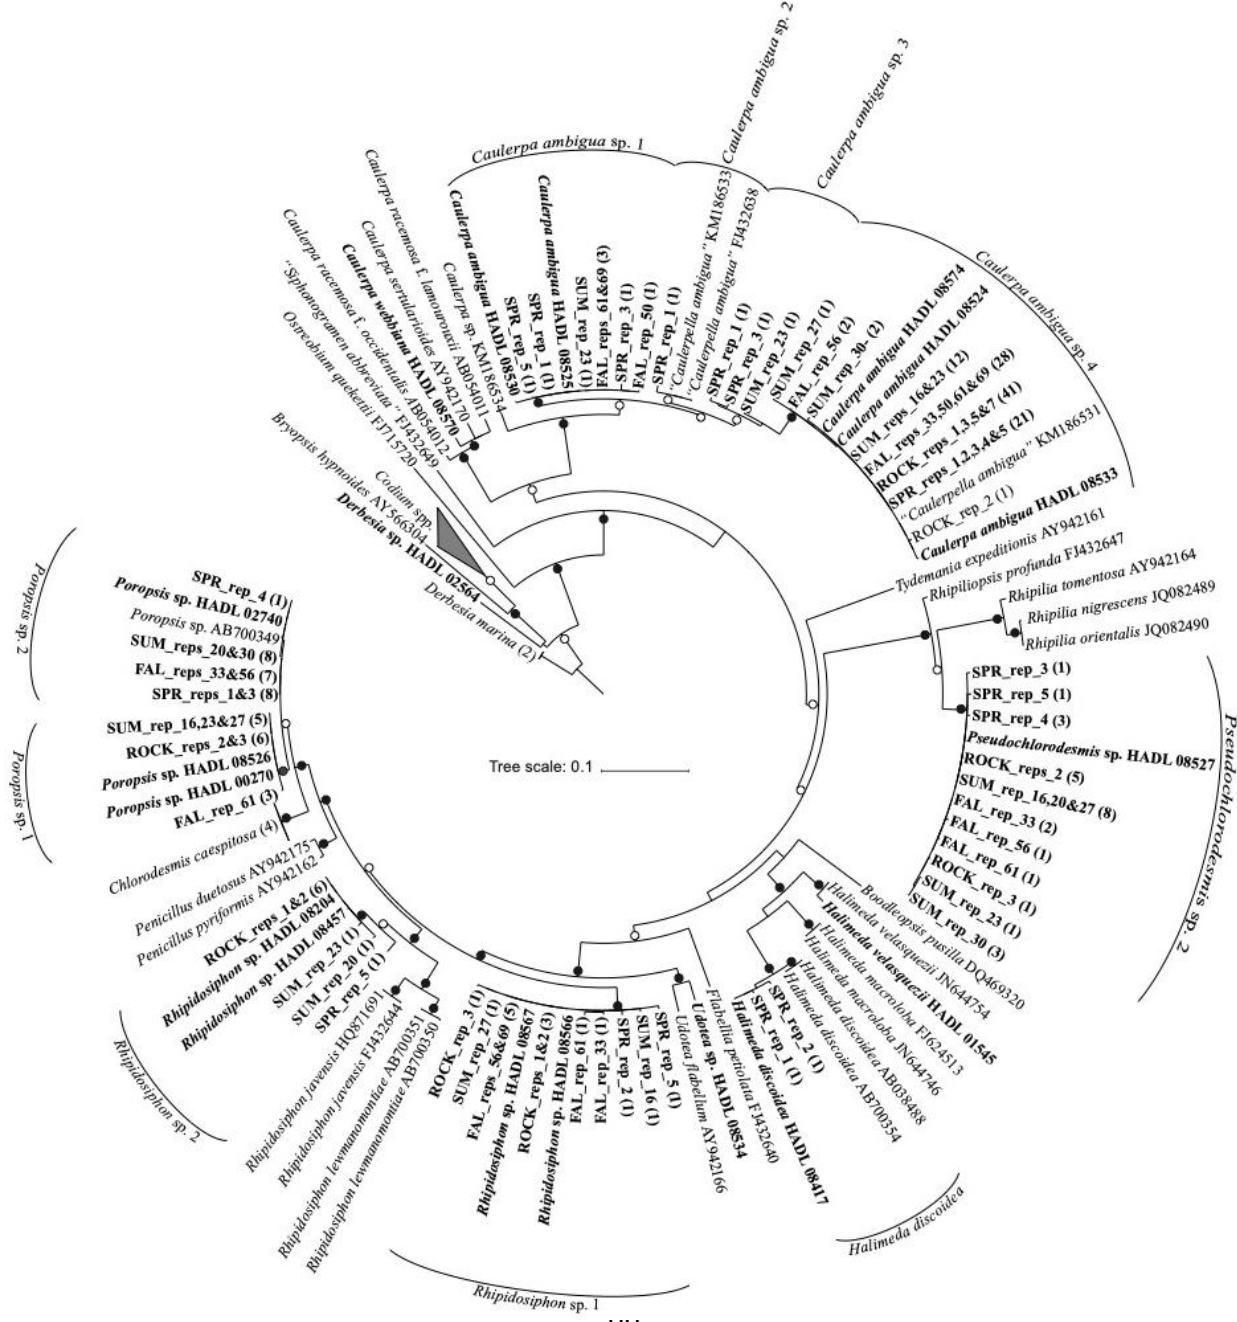 Caulerpa ambigua sp. 1
Caulerpa ambigua sp. 2
Caulerpa ambigua sp. 3
Caulerpa ambigua sp. 4
Derbesia marina (2)
Derbesia sp. HADL 02564
Bryopsis hypnoides AY566304
Codium spp.
Ostreobium queketti FJ715720
"Siphonogramen abbreviata" FJ432649
Caulerpa racemosa f. occidentalis AB054012
Caulerpa webbiana HADL 08570
Caulerpa sertularioides AY942170
Caulerpa racemosa f. lamourouxii AB054011
Caulerpa sp. KM186534
Caulerpa ambigua HADL 08530
SPR_rep_5 (1)
SPR_rep_1 (1)
Caulerpa ambigua HADL 08525
SUM_rep_23 (1)
FAL_reps_61&69 (3)
SPR_rep_3 (1)
FAL_rep_50 (1)
SPR_rep_1 (1)
"Caulerpella ambigua" KM186533
"Caulerpella ambigua" FJ432638
SPR_rep_1 (1)
SPR_rep_3 (1)
SUM_rep_23 (1)
SUM_rep_27 (1)
FAL_rep_56 (2)
SUM_rep_30- (2)
Caulerpa ambigua HADL 08574
Caulerpa ambigua HADL 08524
SUM_reps_16&23 (12)
FAL_reps_33,50,61&69 (28)
ROCK_reps_1,3,5&7 (41)
SPR_reps_1,2,3,4&5 (21)
"Caulerpella ambigua" KM186531
ROCK_rep_2 (1)
Caulerpa ambigua HADL 08533
Tydemania expeditionis AY942161
Rhipiliopsis profunda FJ432647
Rhipilia tomentosa AY942164
Rhipilia nigrescens JQ082489
Rhipilia orientalis JQ082490
SPR_rep_3 (1)
SPR_rep_5 (1)
SPR_rep_4 (3)
Pseudochlorodesmis sp. HADL 08527
ROCK_reps_2 (5)
SUM_rep_16,20&27 (8)
FAL_rep_33 (2)
FAL_rep_56 (1)
FAL_rep_61 (1)
ROCK_rep_3 (1)
SUM_rep_23 (1)
SUM_rep_30 (3)
Pseudochlorodesmis sp. 2
Boodleopsis pusilla DQ469320
Halimeda velasquezii JN644754
Halimeda velasquezii HADL 01545
Halimeda macroloba FJ624513
Halimeda macroloba JN644746
Halimeda discoidea AB038488
Halimeda discoidea AB700354
SPR_rep_2 (1)
SPR_rep_1 (1)
Halimeda discoidea HADL 08417
Halimeda discoidea
Flabellia petiolata FJ432640
Udotea sp. HADL 08534
Udotea flabellum AY942166
SPR_rep_5 (1)
SUM_rep_16 (1)
SPR_rep_2 (1)
FAL_rep_33 (1)
FAL_rep_61 (1)
Rhipidosiphon sp. HADL 08566
ROCK_reps_1&2 (3)
Rhipidosiphon sp. HADL 08567
FAL_reps_56&69 (5)
SUM_rep_27 (1)
ROCK_rep_3 (1)
Rhipidosiphon sp. 1
Rhipidosiphon lewmanomontiae AB700350
Rhipidosiphon lewmanomontiae AB700351
Rhipidosiphon javensis FJ432644
Rhipidosiphon javensis HQ871691
SPR_rep_5 (1)
SUM_rep_20 (1)
SUM_rep_23 (1)
Rhipidosiphon sp. HADL 08457
Rhipidosiphon sp. HADL 08204
ROCK_reps_1&2 (6)
Rhipidosiphon sp. 2
Penicillus pyriformis AY942162
Penicillus duetosus AY942175
Chlorodesmis caespitosa (4)
FAL_rep_61 (3)
Poropsis sp. HADL 00270
Poropsis sp. HADL 08526
ROCK_reps_2&3 (6)
SUM_rep_16,23&27 (5)
Poropsis sp. 1
SPR_reps_1&3 (8)
FAL_reps_33&56 (7)
SUM_reps_20&30 (8)
Poropsis sp. AB700349
Poropsis sp. HADL 02740
SPR_rep_4 (1)
Poropsis sp. 2
Tree scale: 0.1